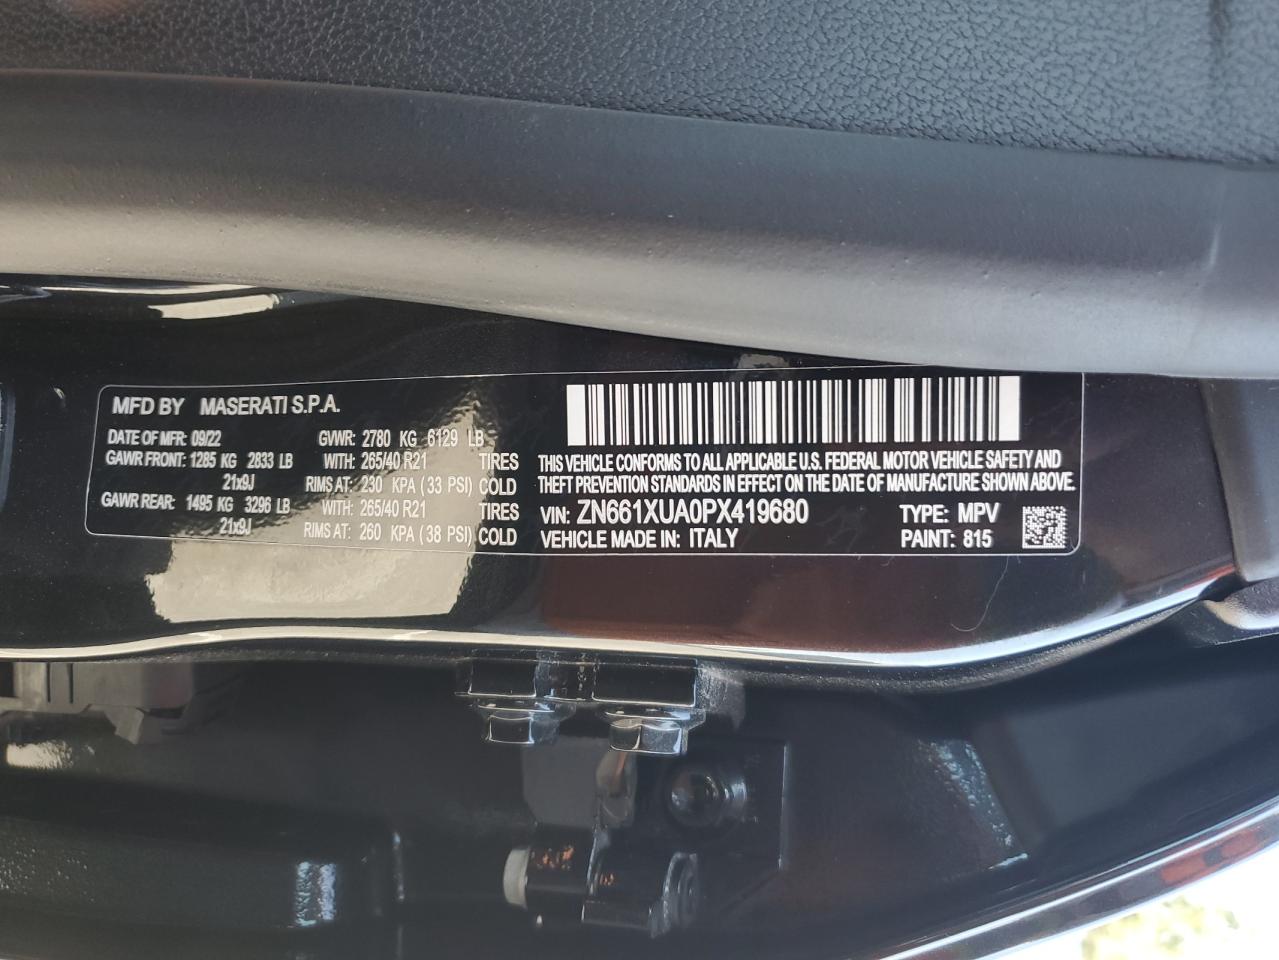 MFD BY MASERATI S.P.A.
DATE OF MFR: 09/22 GVWR: 2780 KG 6129 LB
GAWR FRONT: 1285 KG 2833 LB WITH: 265/40 R21 TIRES
21x9J RIMS AT: 230 KPA (33 PSI) COLD
GAWR REAR: 1495 KG 3296 LB WITH: 265/40 R21 TIRES
21x9J RIMS AT: 260 KPA (38 PSI) COLD
THIS VEHICLE CONFORMS TO ALL APPLICABLE U.S. FEDERAL MOTOR VEHICLE SAFETY AND
THEFT PREVENTION STANDARDS IN EFFECT ON THE DATE OF MANUFACTURE SHOWN ABOVE.
VIN: ZN661XUA0PX419680 TYPE: MPV
VEHICLE MADE IN: ITALY PAINT: 815